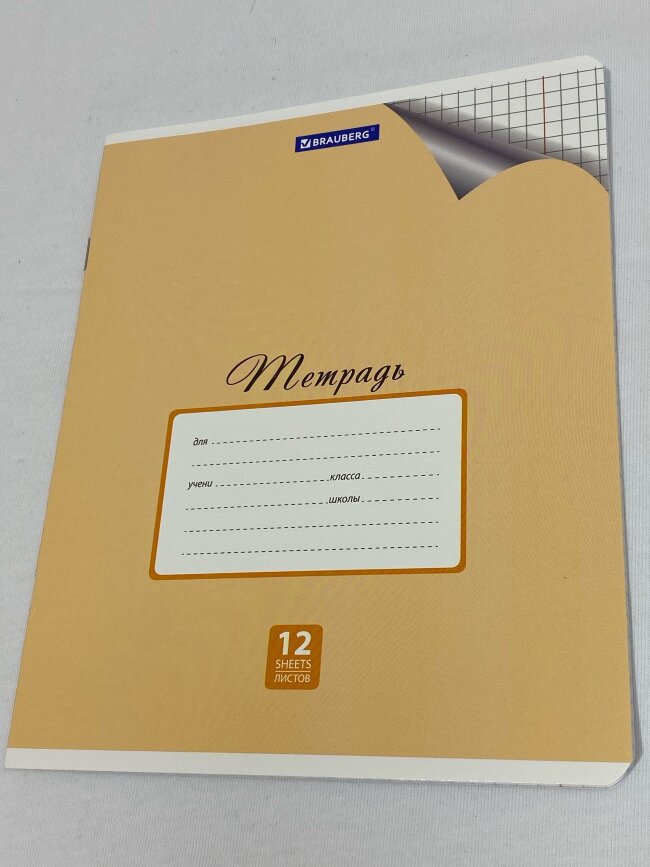 BRAUBERG®
Тетрадь
для
учени класса
школы
12
SHEETS
ЛИСТОВ